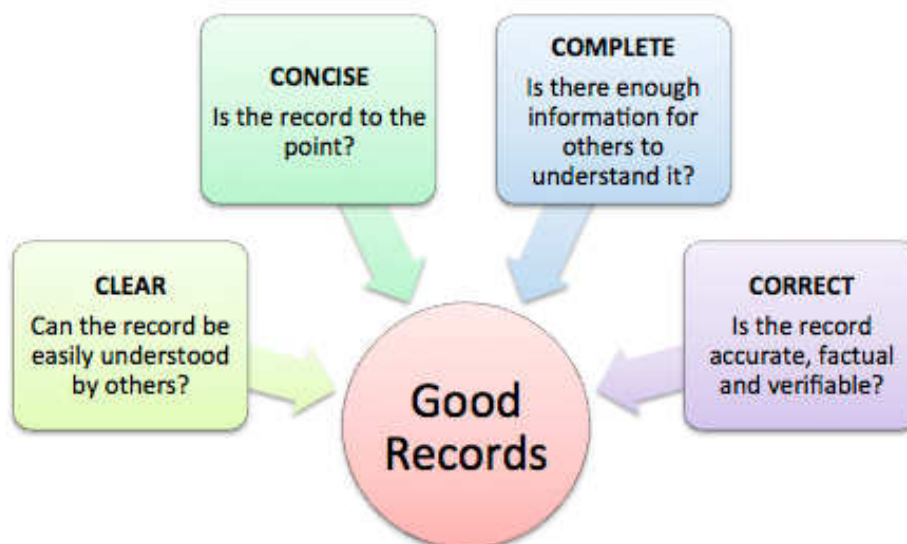 CLEAR
Can the record be
easily understood
by others?
CONCISE
Is the record to the
point?
COMPLETE
Is there enough
information for
others to
understand it?
CORRECT
Is the record
accurate, factual
and verifiable?
Good
Records